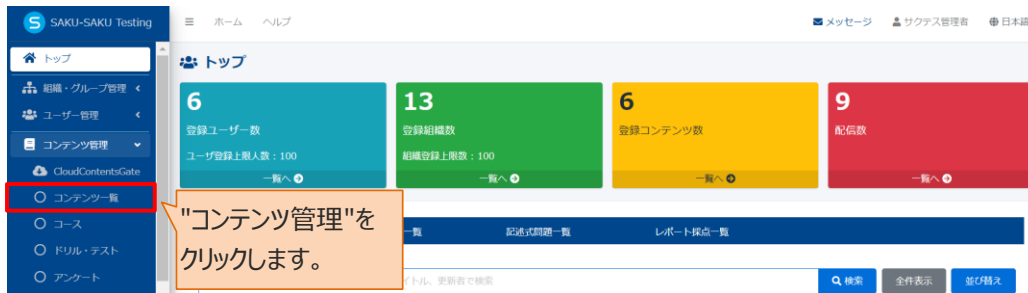 SAKU-SAKU Testing
ホーム ヘルプ
メッセージ サクテス管理者 日本語
トップ
組織・グループ管理
ユーザー管理
コンテンツ管理
CloudContentsGate
コンテンツ一覧
コース
ドリル・テスト
アンケート
トップ
6
登録ユーザー数
ユーザ登録上限人数：100
一覧へ
13
登録組織数
組織登録上限数：100
一覧へ
6
登録コンテンツ数
一覧へ
9
配信数
一覧へ
"コンテンツ管理"を
クリックします。
一覧 記述式問題一覧 レポート採点一覧
イトル、更新者で検索
検索 全件表示 並び替え